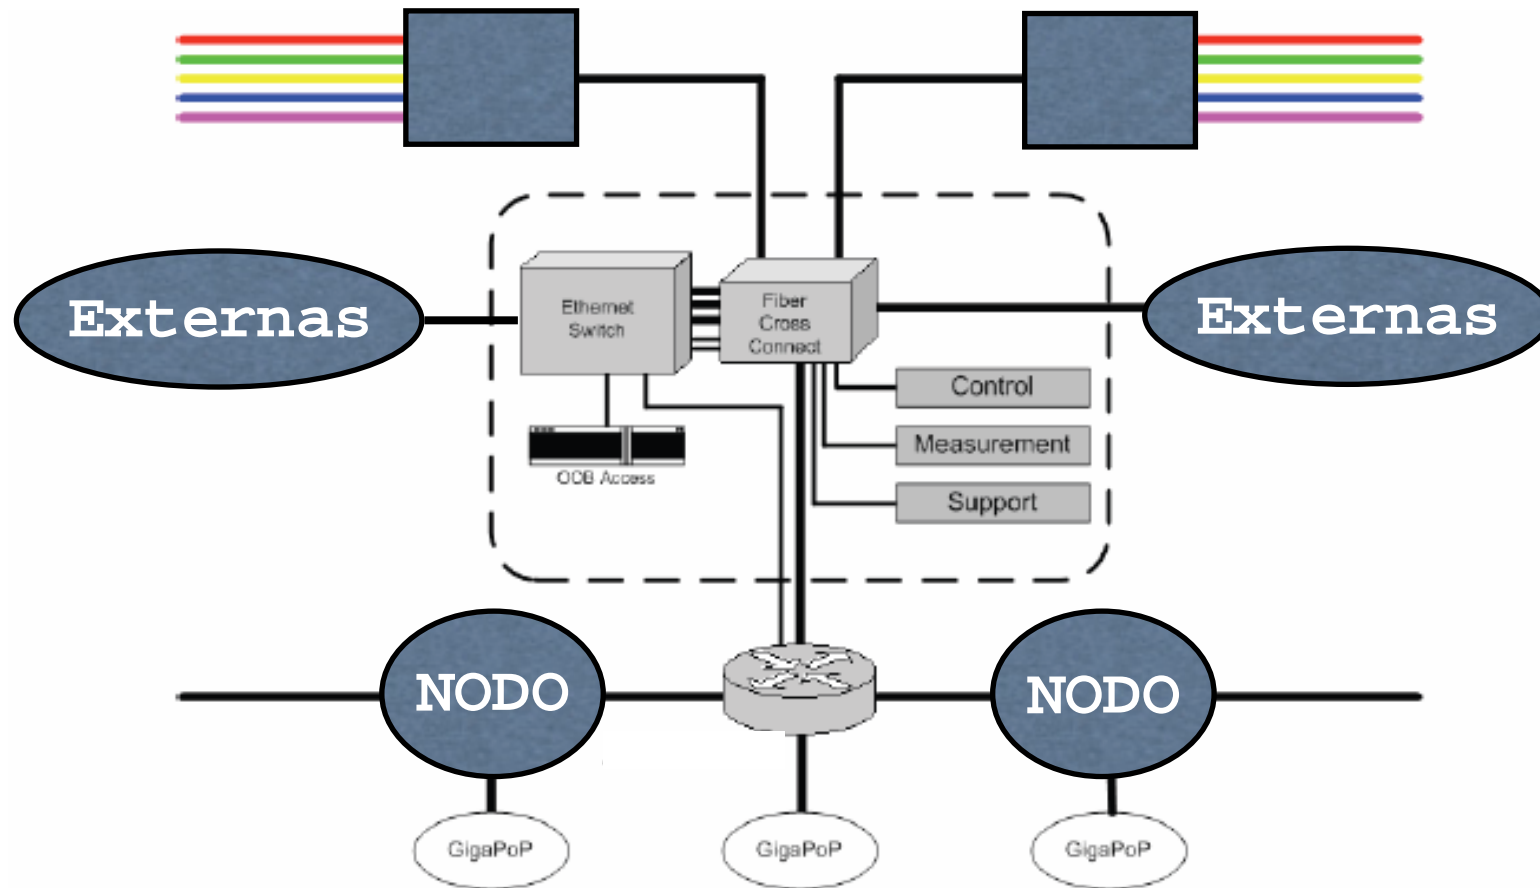 Externas
Ethernet
Switch
Fiber
Cross
Connect
Externas
Control
Measurement
Support
OOB Access
NODO
NODO
GigaPoP
GigaPoP
GigaPoP